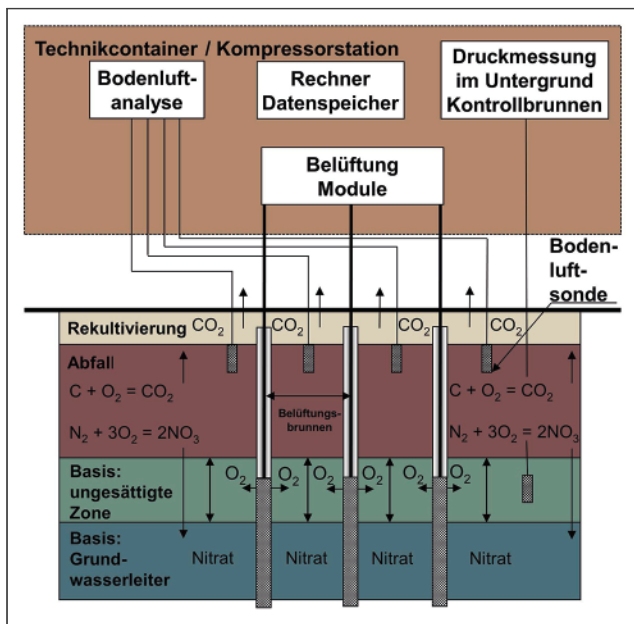 Technikcontainer / Kompressorstation
Bodenluft-
analyse
Rechner
Datenspeicher
Druckmessung
im Untergrund
Kontrollbrunnen
Belüftung
Module
Boden-
luft-
sonde
Rekultivierung CO2 CO2 CO2 CO2
Abfall
C + O2 = CO2 C + O2 = CO2
Belüftungs-
brunnen
N2 + 3O2 = 2NO3 N2 + 3O2 = 2NO3
Basis:
ungesättigte
Zone
O2 O2 O2 O2 O2 O2
Basis:
Grund-
wasserleiter
Nitrat Nitrat Nitrat Nitrat